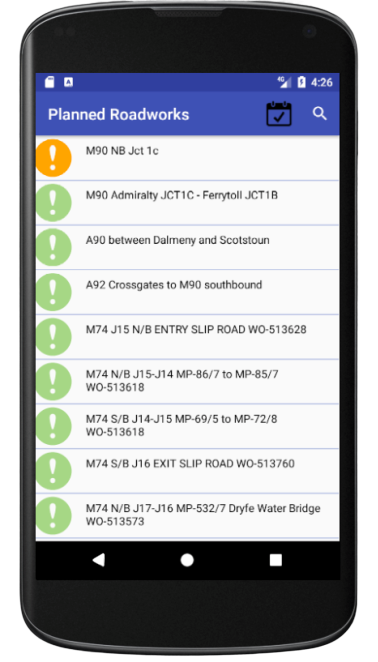 4G 4:26
Planned Roadworks
M90 NB Jct 1c
M90 Admiralty JCT1C - Ferrytoll JCT1B
A90 between Dalmeny and Scotstoun
A92 Crossgates to M90 southbound
M74 J15 N/B ENTRY SLIP ROAD WO-513628
M74 N/B J15-J14 MP-86/7 to MP-85/7
WO-513618
M74 S/B J14-J15 MP-69/5 to MP-72/8
WO-513618
M74 S/B J16 EXIT SLIP ROAD WO-513760
M74 N/B J17-J16 MP-532/7 Dryfe Water Bridge
WO-513573